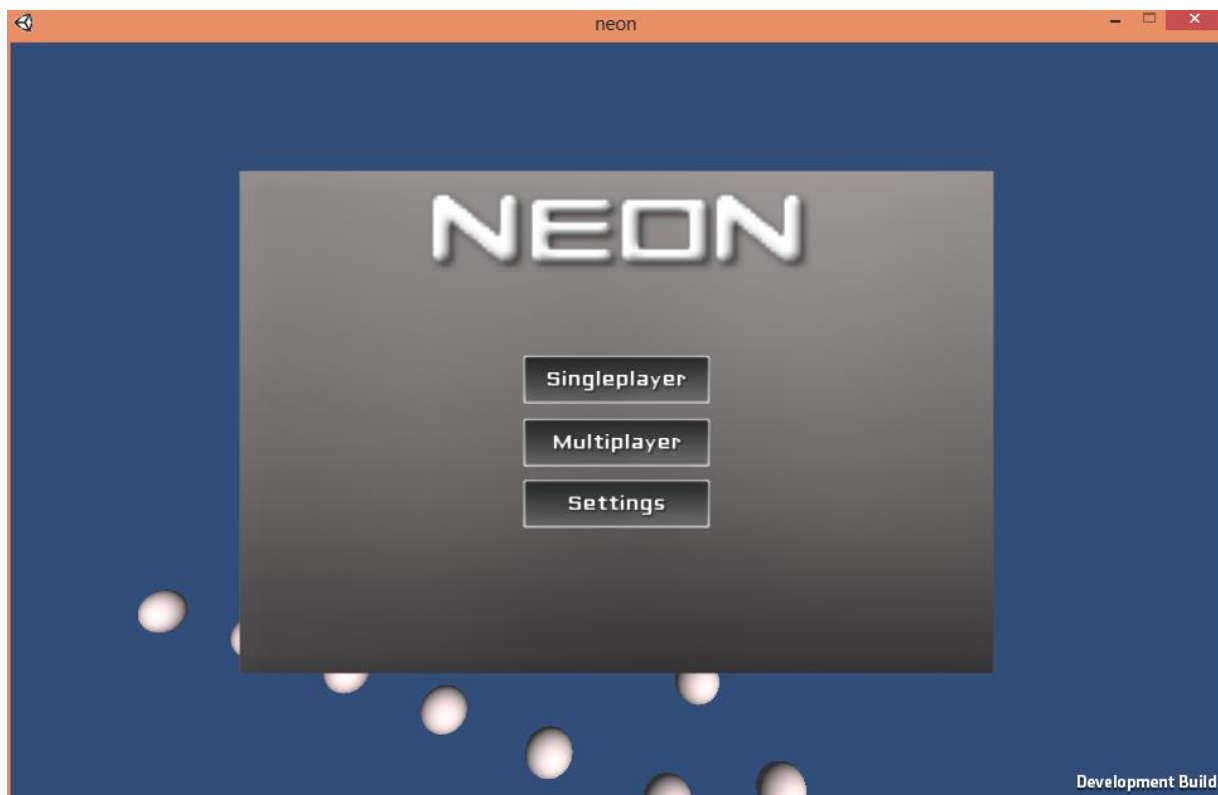 neon
NEON
Singleplayer
Multiplayer
Settings
Development Build